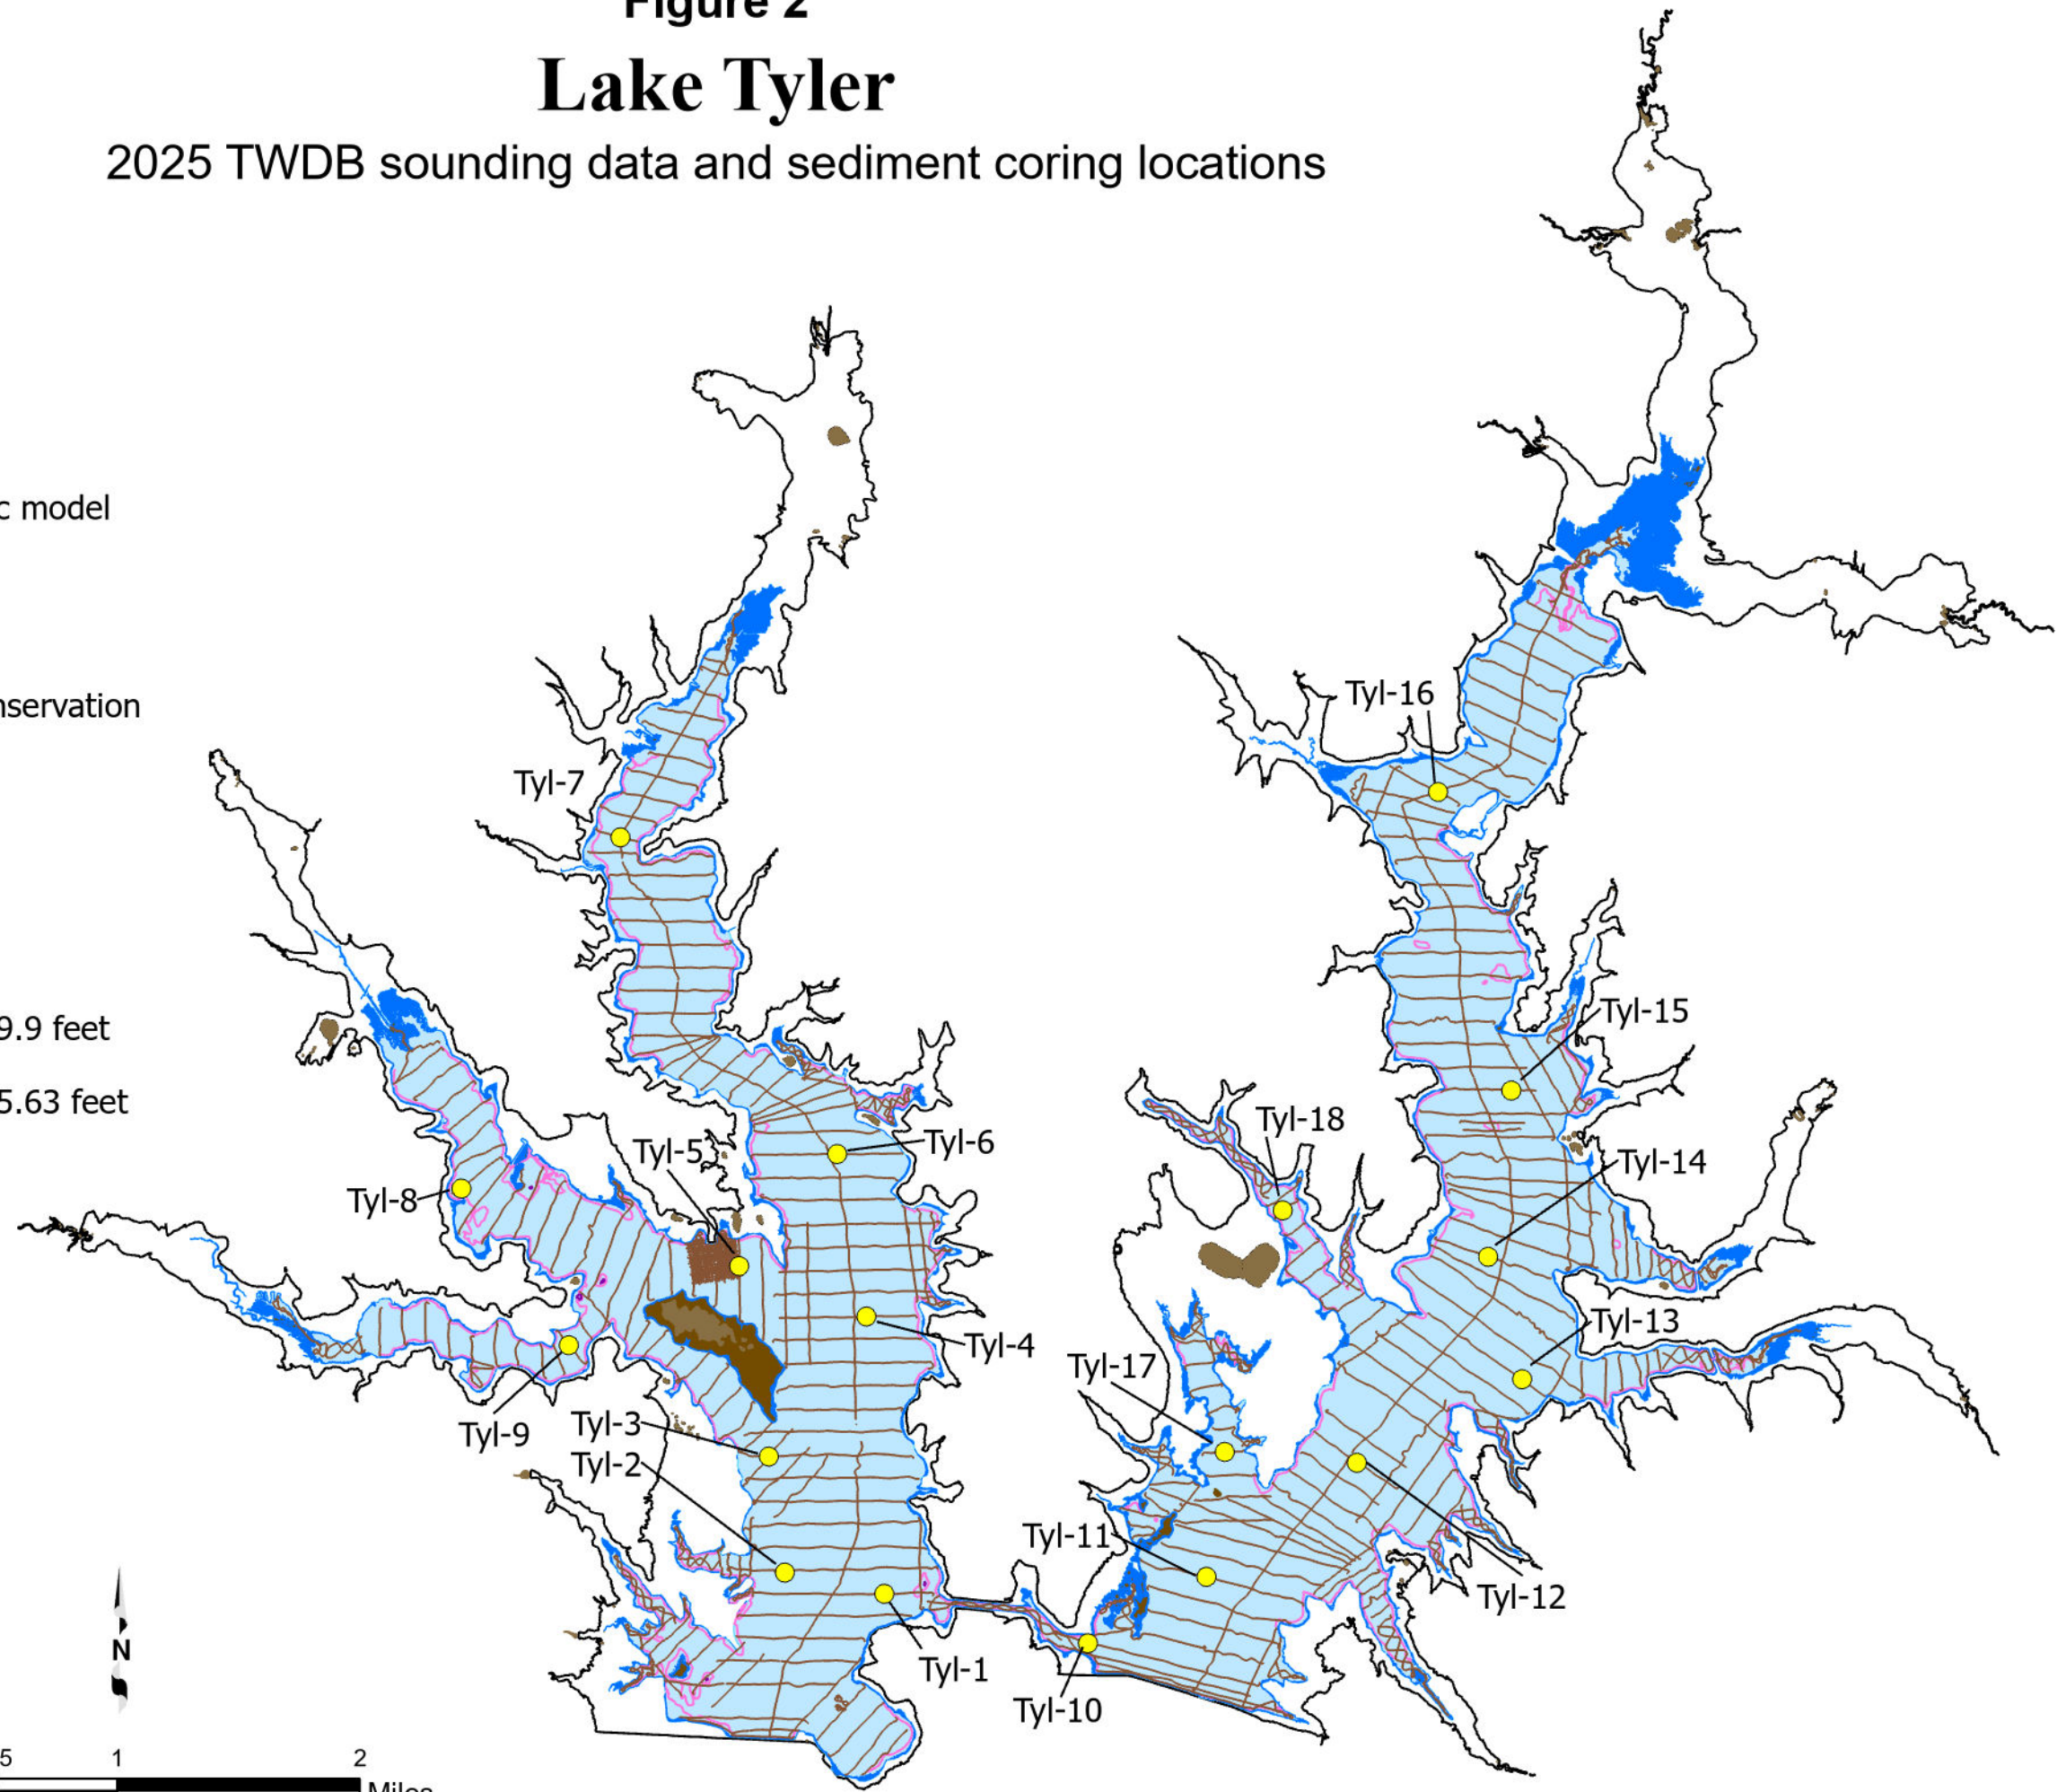 Figure 2
Lake Tyler
2025 TWDB sounding data and sediment coring locations
c model
nservation
9.9 feet
5.63 feet
Tyl-16
Tyl-7
Tyl-15
Tyl-18
Tyl-6
Tyl-5
Tyl-14
Tyl-8
Tyl-13
Tyl-4
Tyl-17
Tyl-9
Tyl-3
Tyl-2
Tyl-11
Tyl-12
Tyl-1
Tyl-10
N
5 1 2
Miles